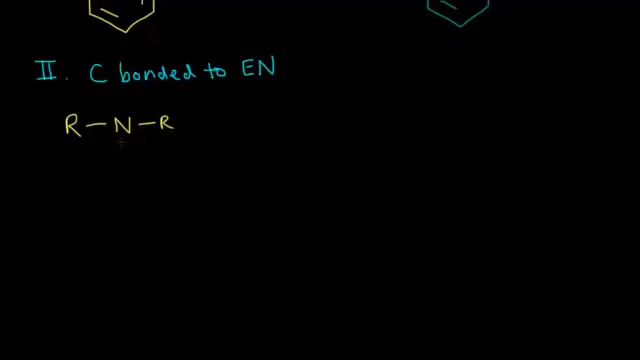 II. C bonded to EN
R — N — R